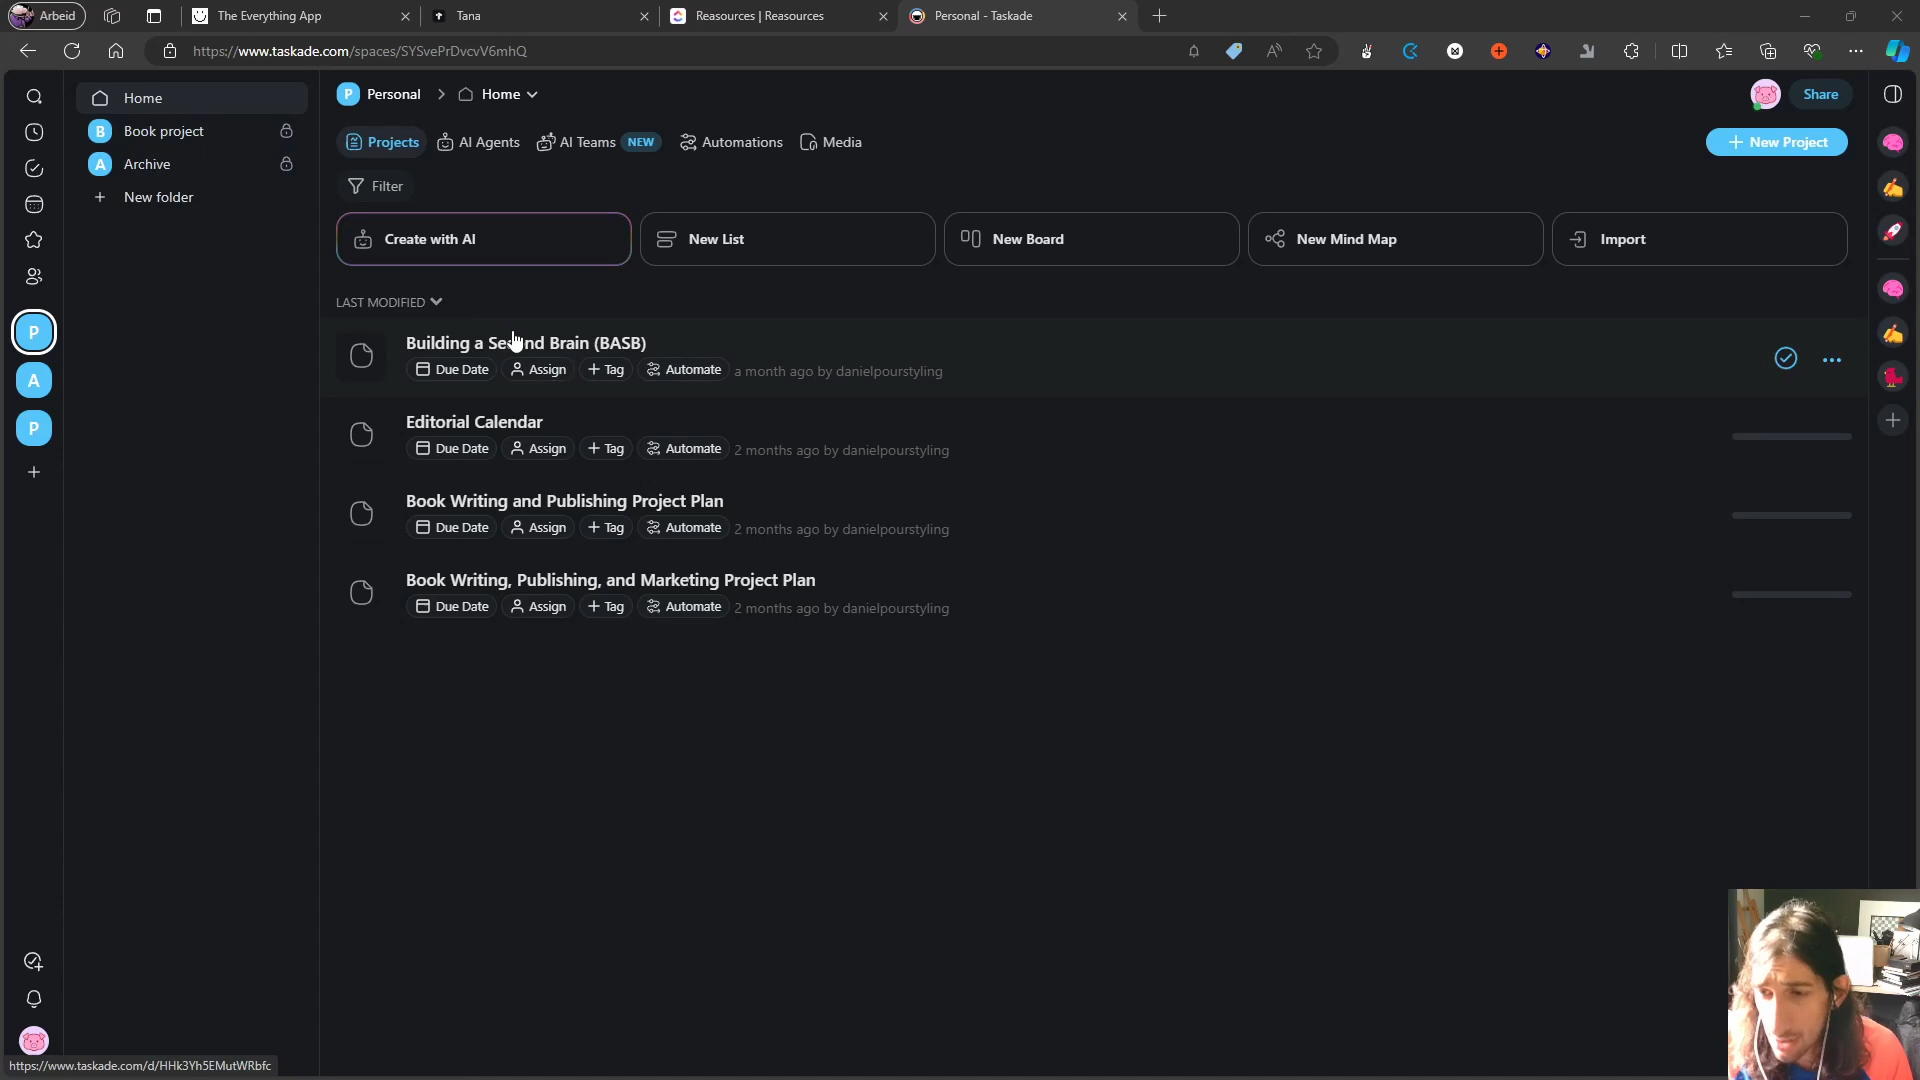 Arbeid
The Everything App
Tana
Reasources | Reasources
Personal - Taskade
https://www.taskade.com/spaces/SYSvePrDvcvV6mhQ
Home
B Book project
A Archive
+ New folder
P Personal > Home
Share
Projects AI Agents AI Teams NEW Automations Media
+ New Project
Filter
Create with AI
New List
New Board
New Mind Map
Import
LAST MODIFIED
Building a Second Brain (BASB)
Due Date Assign + Tag Automate a month ago by danielpourstyling
Editorial Calendar
Due Date Assign + Tag Automate 2 months ago by danielpourstyling
Book Writing and Publishing Project Plan
Due Date Assign + Tag Automate 2 months ago by danielpourstyling
Book Writing, Publishing, and Marketing Project Plan
Due Date Assign + Tag Automate 2 months ago by danielpourstyling
P
A
P
https://www.taskade.com/d/HHk3Yh5EMutWRbfc